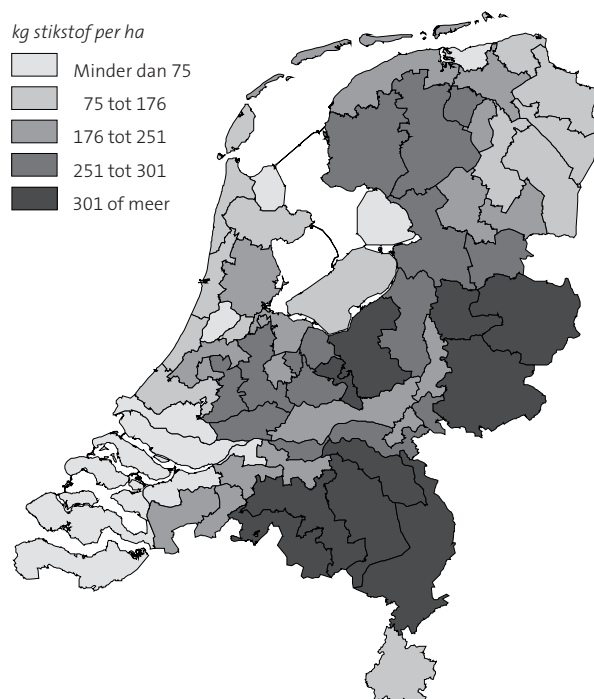 kg stikstof per ha
Minder dan 75
75 tot 176
176 tot 251
251 tot 301
301 of meer